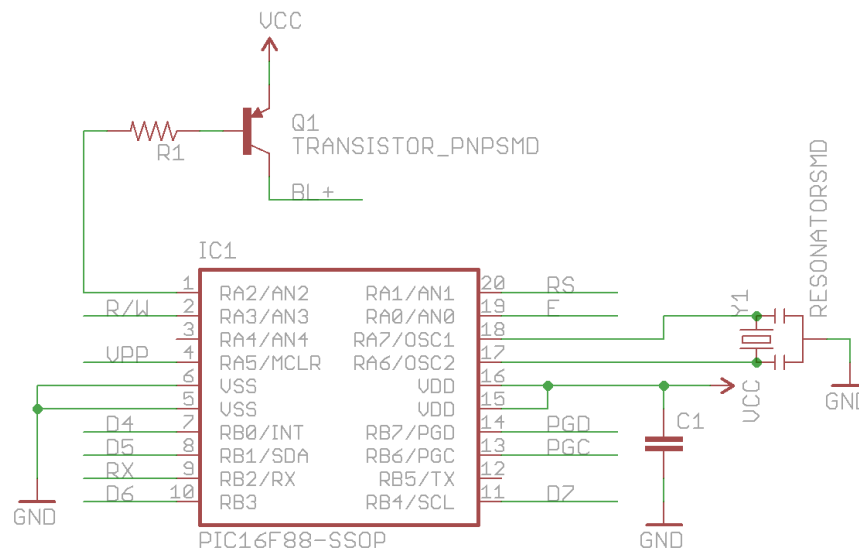 VCC
Q1
TRANSISTOR_PNPSMD
R1
BL+
RESONATORSMD
IC1
1 RA2/AN2 RA1/AN1 20 RS
R/W 2 RA3/AN3 RA0/AN0 19 E
Y1
3 RA4/AN4 RA7/OSC1 18
VPP 4 RA5/MCLR RA6/OSC2 17
6 VSS VDD 16
VCC
GND
5 VSS VDD 15
D4 7 RB0/INT RB7/PGD 14 PGD
C1
D5 8 RB1/SDA RB6/PGC 13 PGC
RX 9 RB2/RX RB5/TX 12
D6 10 RB3 RB4/SCL 11 D7
GND
GND
PIC16F88-SSOP